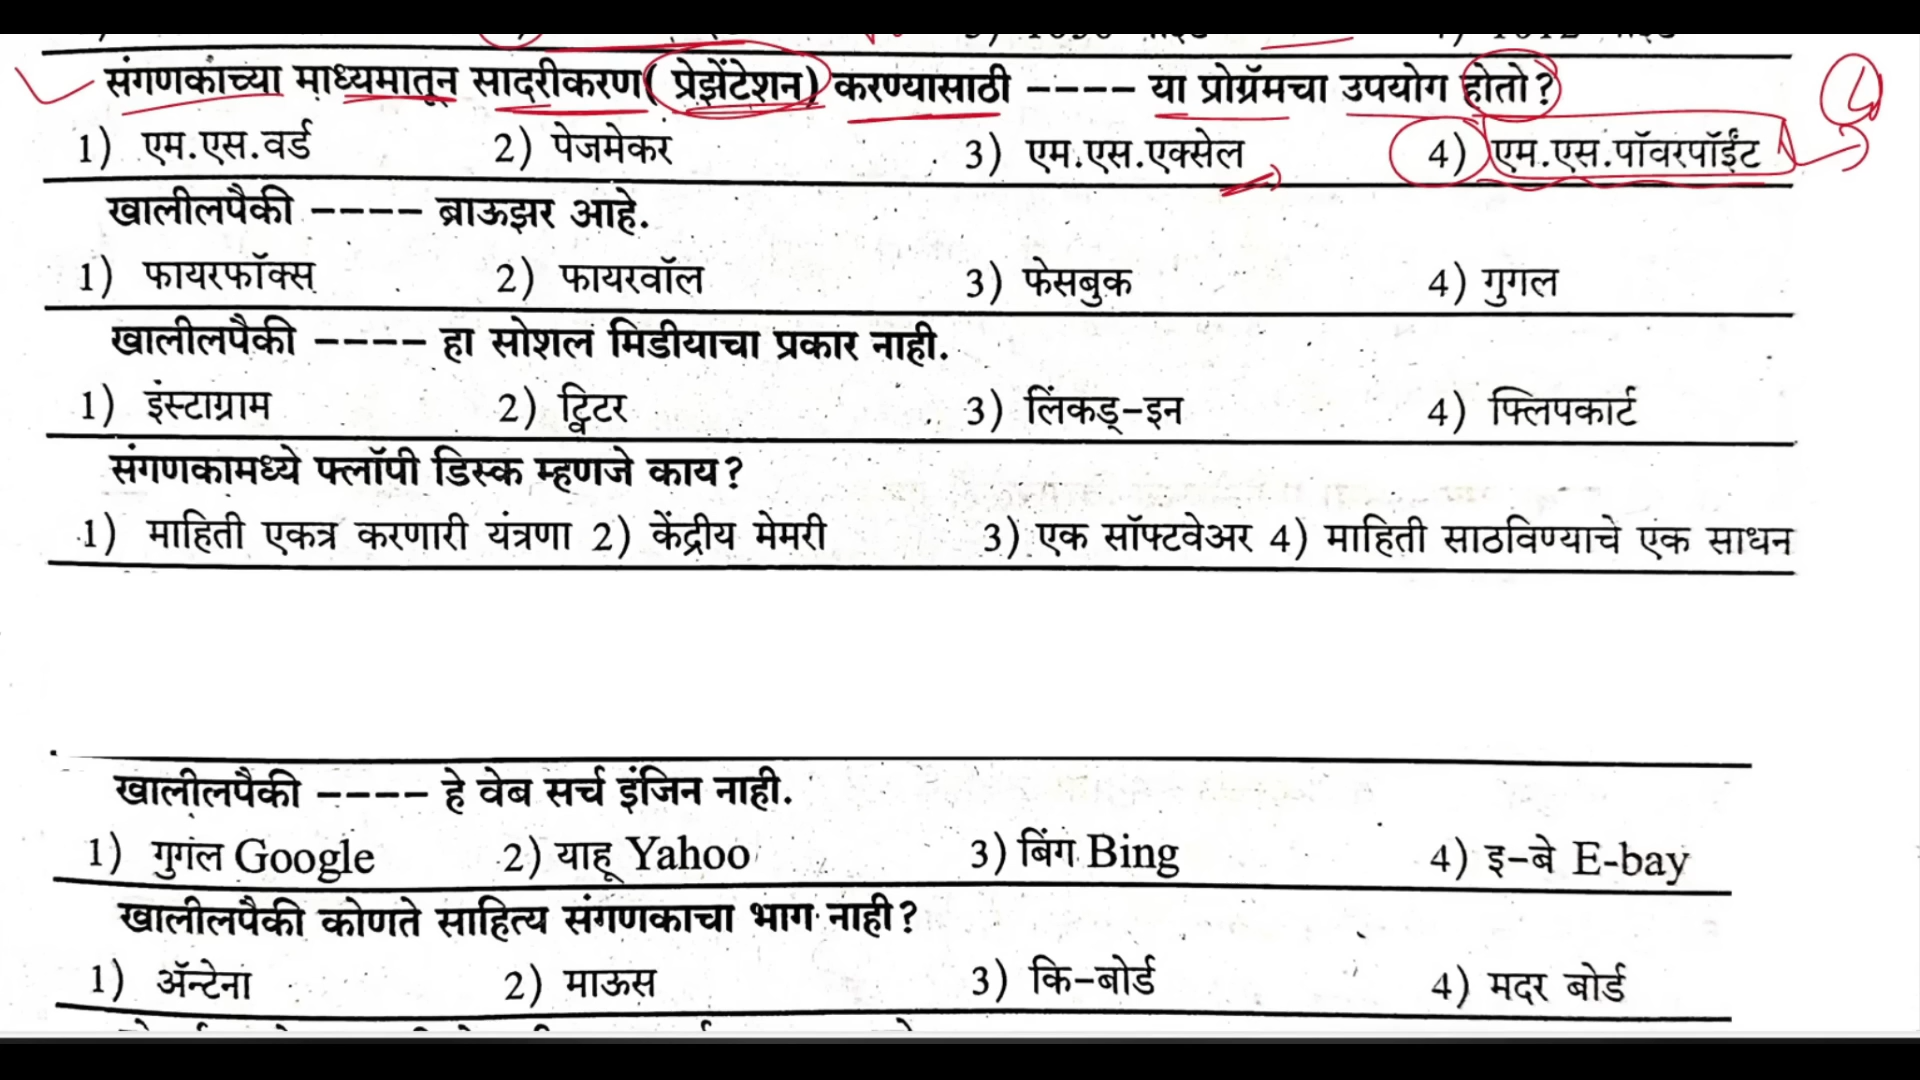 संगणकाच्या माध्यमातून सादरीकरण( प्रेझेंटेशन) करण्यासाठी ---- या प्रोग्रॅमचा उपयोग होतो?
1) एम.एस.वर्ड 2) पेजमेकर 3) एम.एस.एक्सेल 4) एम.एस.पॉवरपॉईंट
खालीलपैकी ---- ब्राऊझर आहे.
1) फायरफॉक्स 2) फायरवॉल 3) फेसबुक 4) गुगल
खालीलपैकी ---- हा सोशल मिडीयाचा प्रकार नाही.
1) इंस्टाग्राम 2) ट्विटर 3) लिंकड्-इन 4) फ्लिपकार्ट
संगणकामध्ये फ्लॉपी डिस्क म्हणजे काय?
1) माहिती एकत्र करणारी यंत्रणा 2) केंद्रीय मेमरी 3) एक सॉफ्टवेअर 4) माहिती साठविण्याचे एक साधन
खालीलपैकी ---- हे वेब सर्च इंजिन नाही.
1) गुगल Google 2) याहू Yahoo 3) बिंग Bing 4) इ-बे E-bay
खालीलपैकी कोणते साहित्य संगणकाचा भाग नाही?
1) ॲन्टेना 2) माऊस 3) कि-बोर्ड 4) मदर बोर्ड